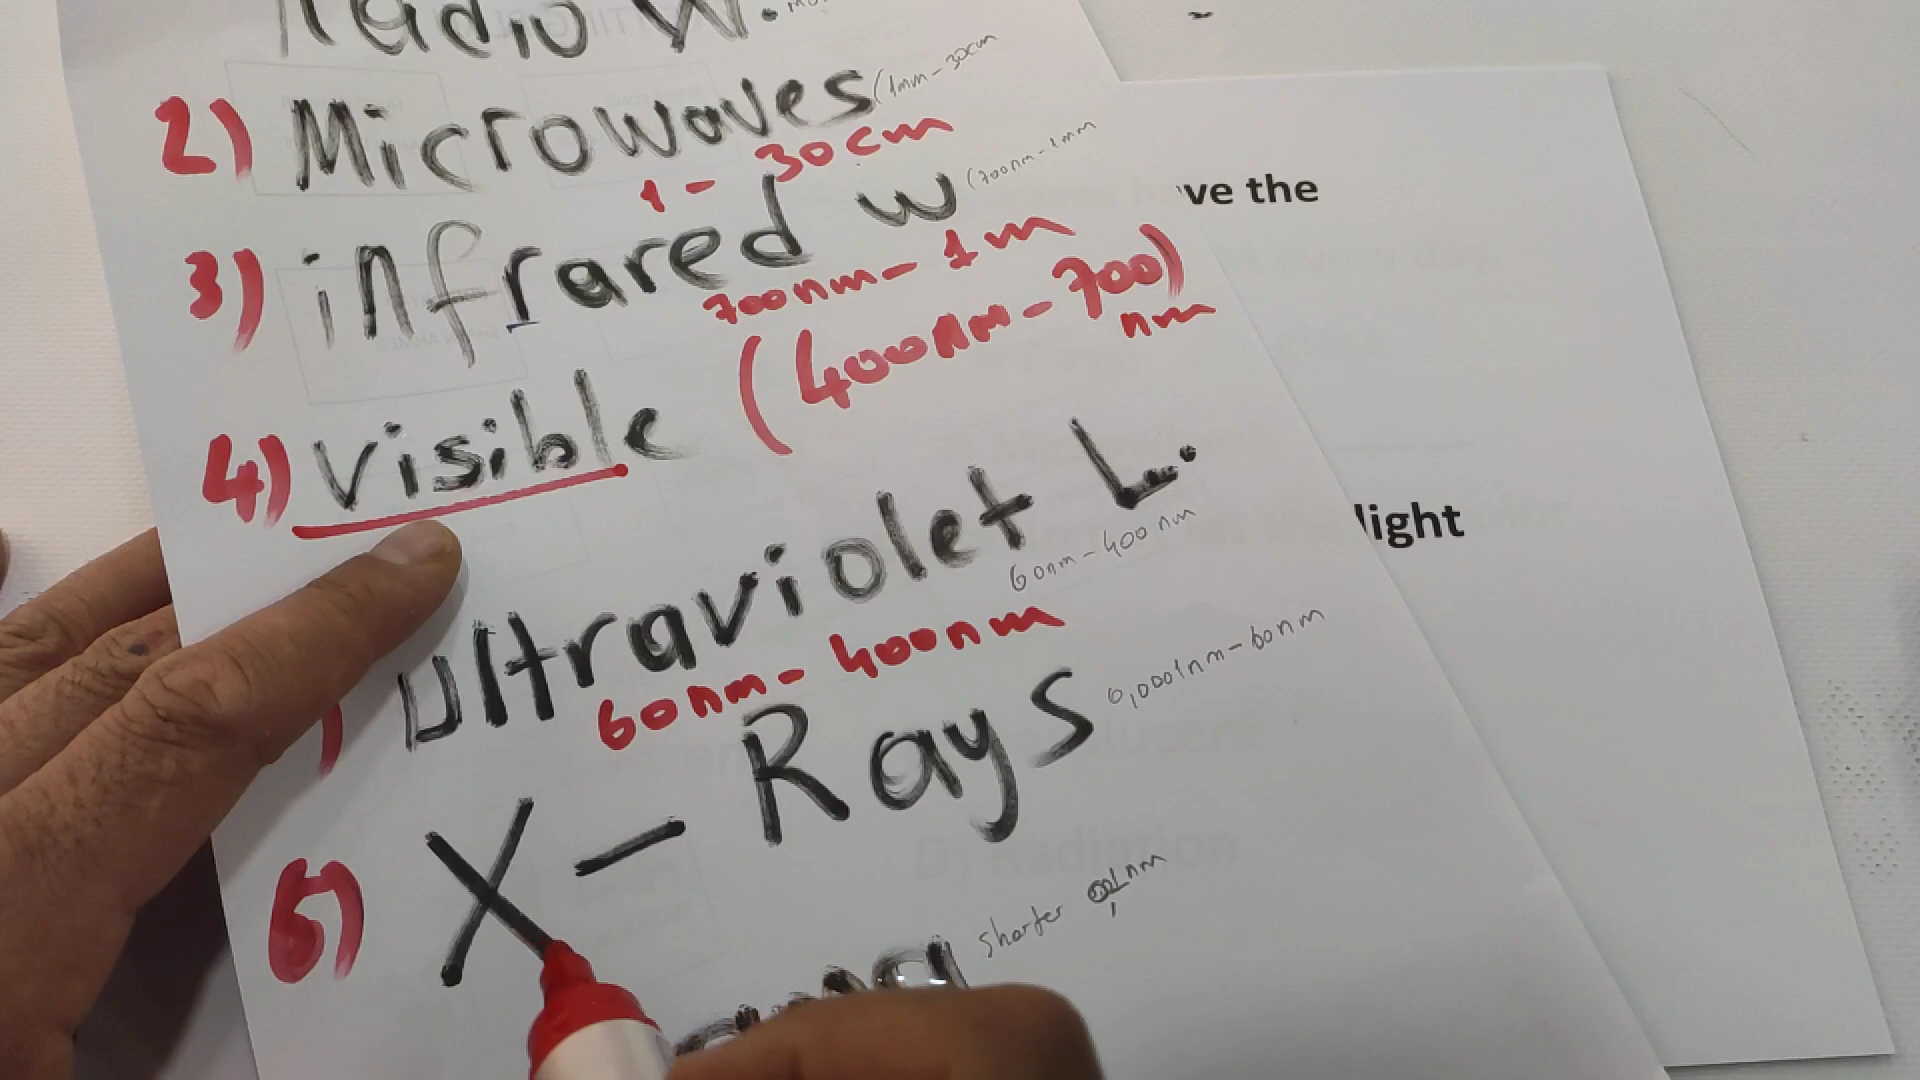 Radio W.
2) Microwaves (1mm - 30cm
1 - 30cm
3) infrared w (700nm - 1mm
700nm - 1m
4) visible (400nm - 700)
nm
) Ultraviolet L.
60nm - 400nm
60nm - 400nm
6) X - Rays 0,0001nm - 60nm
shorter
've the
light